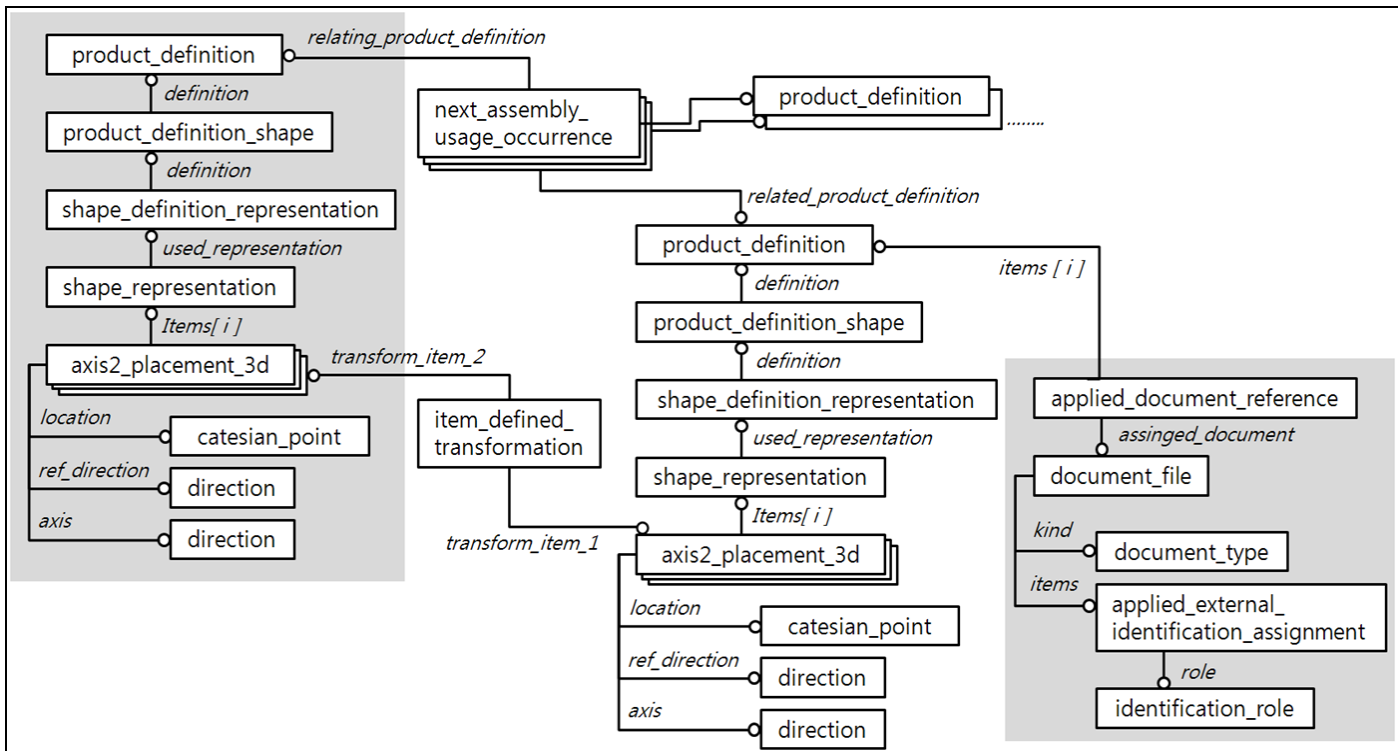 product_definition
relating_product_definition
definition
product_definition_shape
definition
shape_definition_representation
used_representation
shape_representation
Items[ i ]
axis2_placement_3d
location
catesian_point
ref_direction
direction
axis
direction
next_assembly_
usage_occurrence
product_definition
........
related_product_definition
transform_item_2
item_defined_
transformation
transform_item_1
product_definition
definition
product_definition_shape
definition
shape_definition_representation
used_representation
shape_representation
Items[ i ]
axis2_placement_3d
location
catesian_point
ref_direction
direction
axis
direction
items [ i ]
applied_document_reference
assinged_document
document_file
kind
document_type
items
applied_external_
identification_assignment
role
identification_role